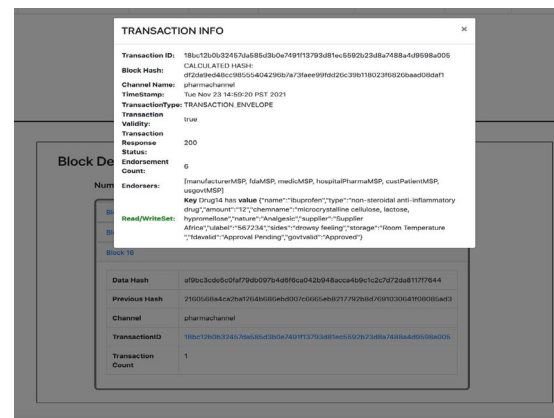 TRANSACTION INFO ×
Transaction ID: 18bc12b0b32457da585d3b0e7491f13793d81ec5592b23d8a7488a4d9598a005
CALCULATED HASH:
Block Hash: df2da9ed48cc98555404296b7a73faee99fdd26c39b118023f6826baad08daf1
Channel Name: pharmachannel
TimeStamp: Tue Nov 23 14:59:20 PST 2021
TransactionType: TRANSACTION_ENVELOPE
Transaction
Validity: true
Transaction
Response 200
Status:
Endorsement
Count: 6
Endorsers: [manufacturerMSP, fdaMSP, medicMSP, hospitalPharmaMSP, custPatientMSP,
usgovtMSP]
Key Drug14 has value {"name":"ibuprofen","type":"non-steroidal anti-inflammatory
drug","amount":"12","chemname":"microcrystalline cellulose, lactose,
Read/WriteSet: hypromellose","nature":"Analgesic","supplier":"Supplier
Africa","ulabel":"567234","sides":"drowsy feeling","storage":"Room Temperature
","fdavalid":"Approval Pending","govtvalid":"Approved"}
Block De
Num
Block 16
Data Hash af9bc3cde5c0faf79db097b4d6f6ca042b948acca4b9c1c2c7d72da8117f7644
Previous Hash 2160568a4ca2ba1264b686ebd007c6665eb8217792b8d7691030641f08085ad3
Channel pharmachannel
TransactionID 18bc12b0b32457da585d3b0e7491f13793d81ec5592b23d8a7488a4d9598a005
Transaction 1
Count